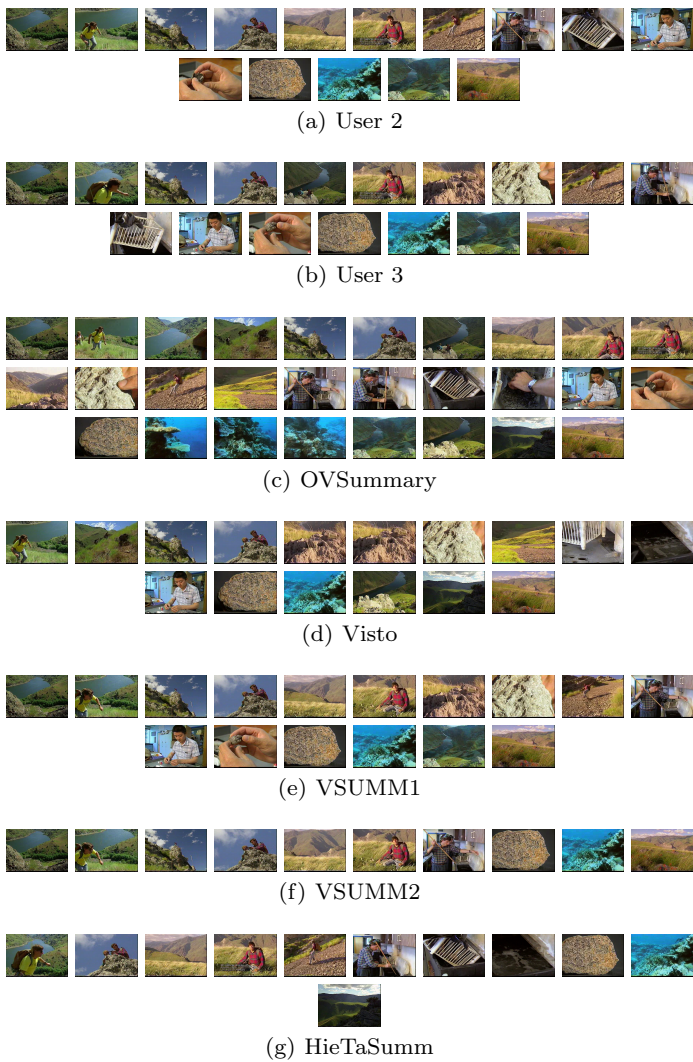 (a) User 2
(b) User 3
(c) OVSummary
(d) Visto
(e) VSUMM1
(f) VSUMM2
(g) HieTaSumm